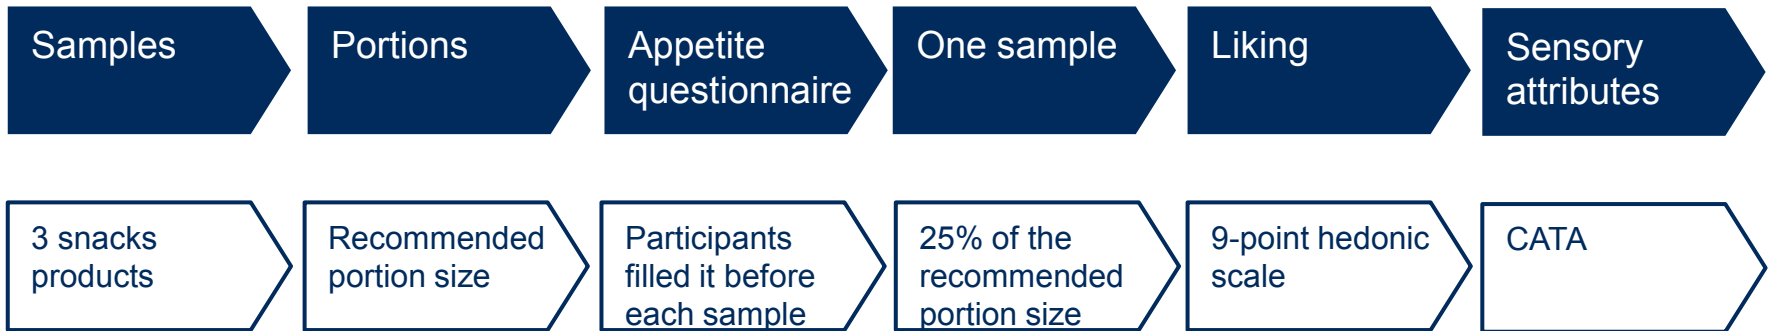 Samples
Portions
Appetite
questionnaire
One sample
Liking
Sensory
attributes
3 snacks
products
Recommended
portion size
Participants
filled it before
each sample
25% of the
recommended
portion size
9-point hedonic
scale
CATA